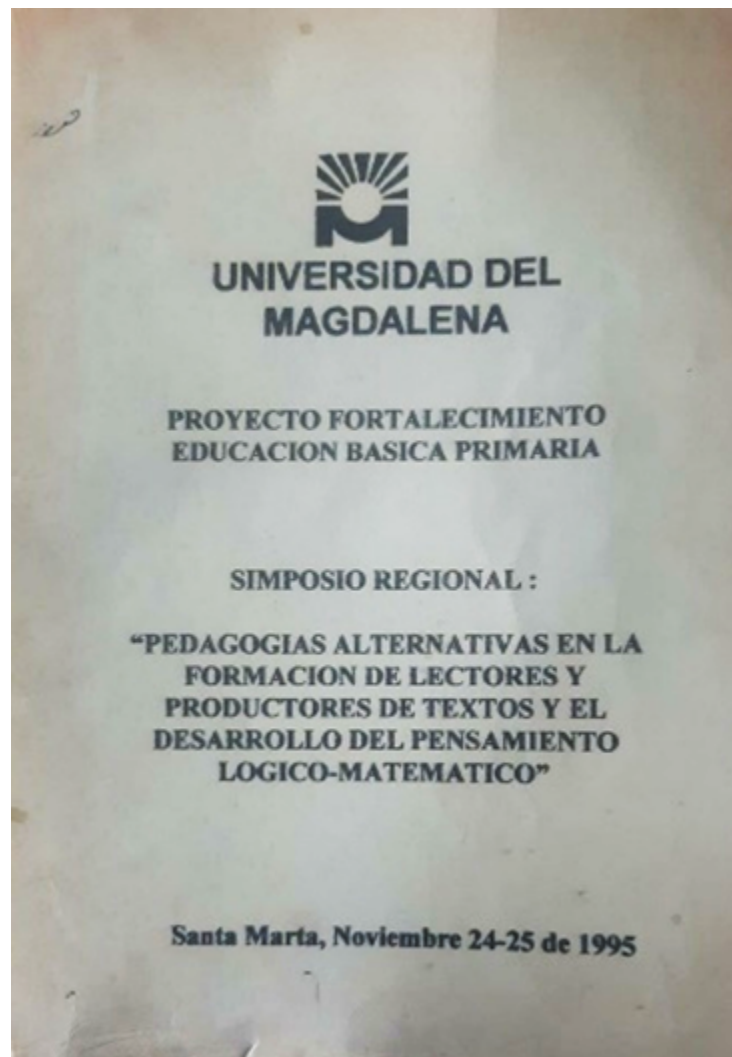 UNIVERSIDAD DEL
MAGDALENA
PROYECTO FORTALECIMIENTO
EDUCACION BASICA PRIMARIA
SIMPOSIO REGIONAL :
“PEDAGOGIAS ALTERNATIVAS EN LA
FORMACION DE LECTORES Y
PRODUCTORES DE TEXTOS Y EL
DESARROLLO DEL PENSAMIENTO
LOGICO-MATEMATICO”
Santa Marta, Noviembre 24-25 de 1995